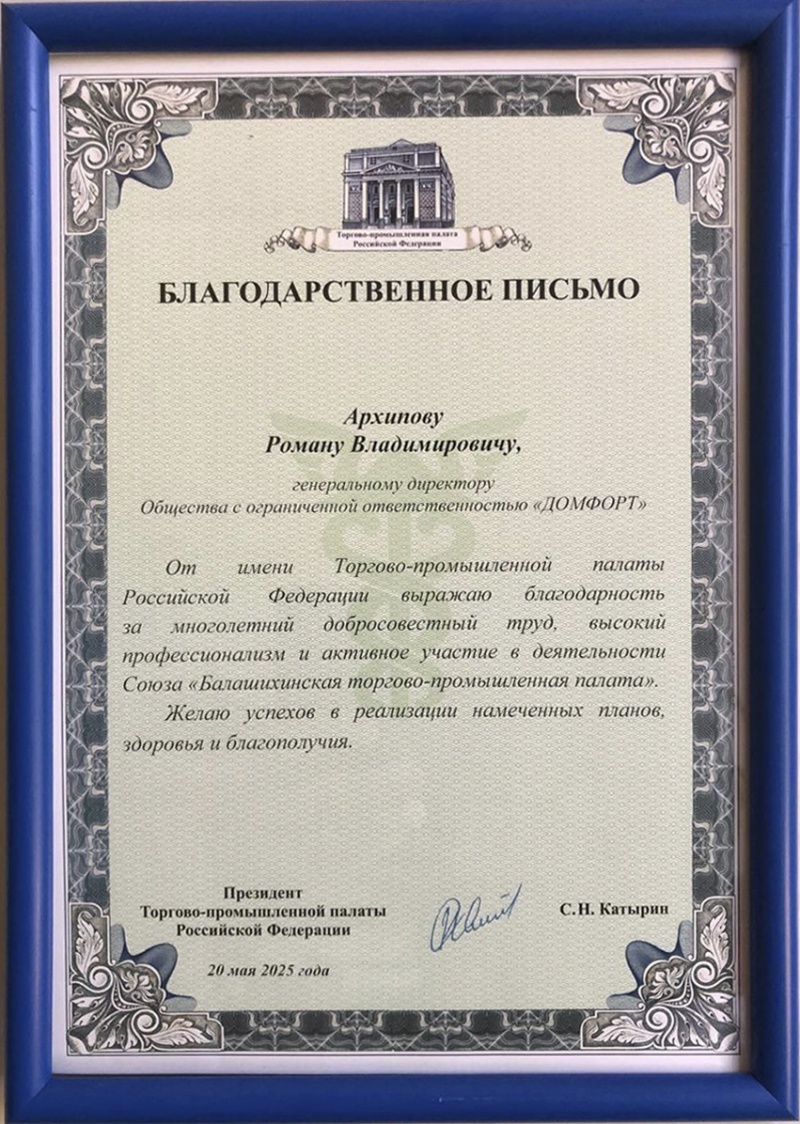 Торгово-промышленная палата
Российской Федерации
БЛАГОДАРСТВЕННОЕ ПИСЬМО
Архипову
Роману Владимировичу,
генеральному директору
Общества с ограниченной ответственностью «ДОМФОРТ»
От имени Торгово-промышленной палаты
Российской Федерации выражаю благодарность
за многолетний добросовестный труд, высокий
профессионализм и активное участие в деятельности
Союза «Балашихинская торгово-промышленная палата».
Желаю успехов в реализации намеченных планов,
здоровья и благополучия.
Президент
Торгово-промышленной палаты
Российской Федерации
С.Н. Катырин
20 мая 2025 года